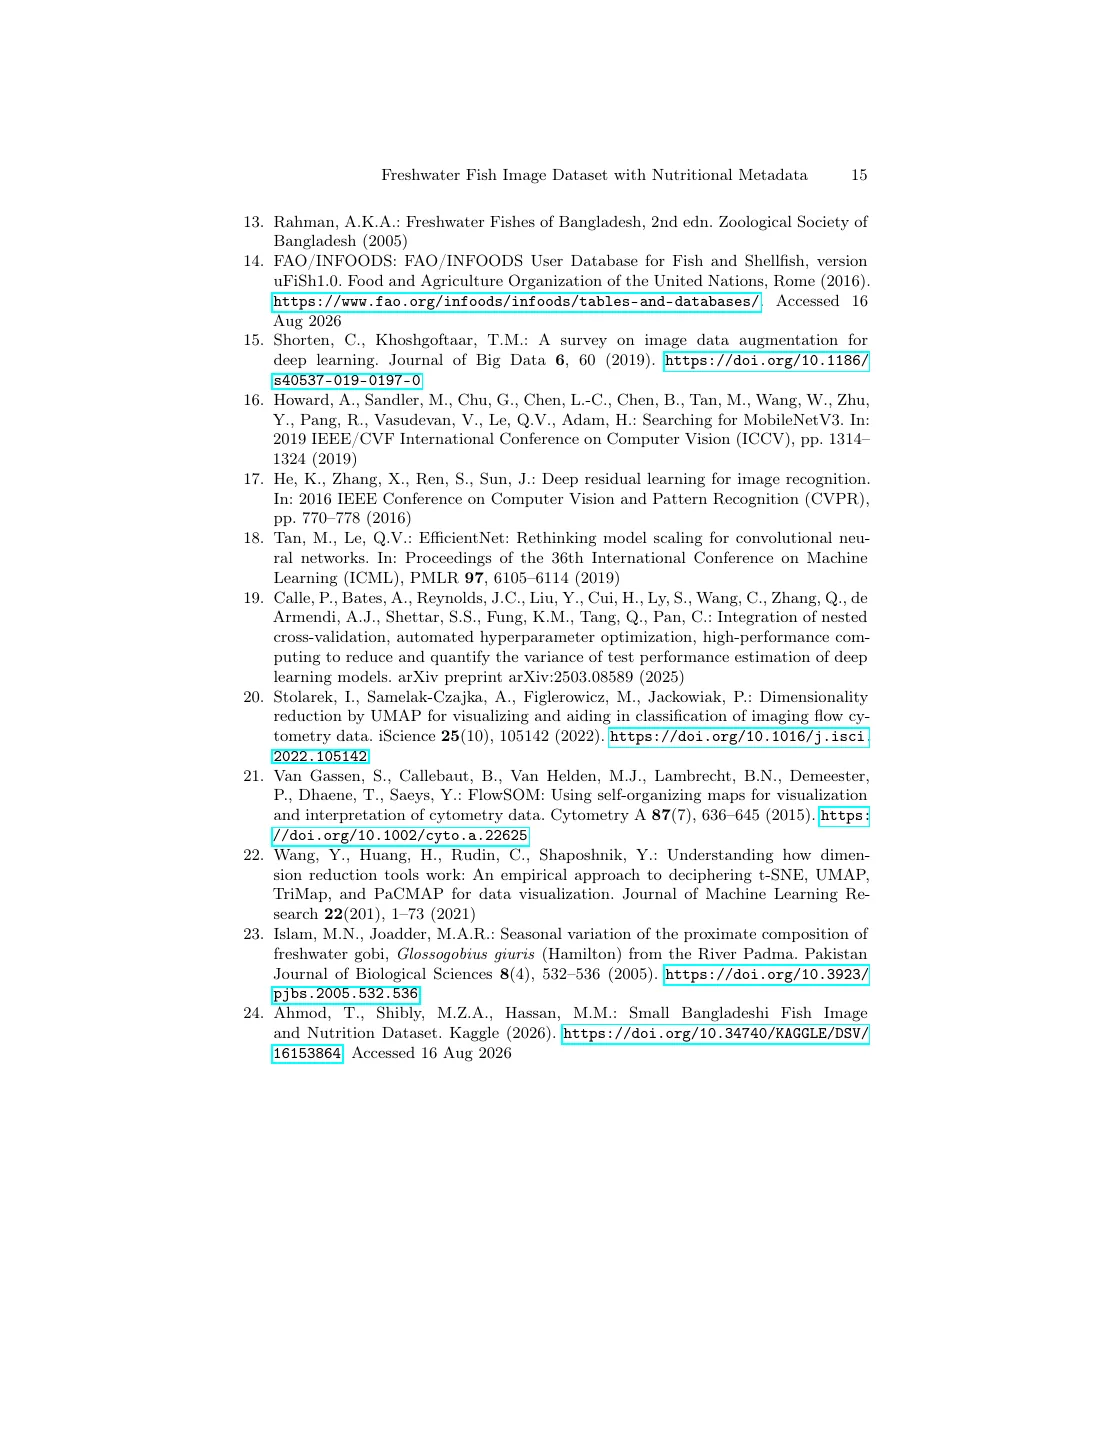 Freshwater Fish Image Dataset with Nutritional Metadata 15
13. Rahman, A.K.A.: Freshwater Fishes of Bangladesh, 2nd edn. Zoological Society of
Bangladesh (2005)
14. FAO/INFOODS: FAO/INFOODS User Database for Fish and Shellfish, version
uFiSh1.0. Food and Agriculture Organization of the United Nations, Rome (2016).
https://www.fao.org/infoods/infoods/tables-and-databases/. Accessed 16
Aug 2026
15. Shorten, C., Khoshgoftaar, T.M.: A survey on image data augmentation for
deep learning. Journal of Big Data 6, 60 (2019). https://doi.org/10.1186/
s40537-019-0197-0
16. Howard, A., Sandler, M., Chu, G., Chen, L.-C., Chen, B., Tan, M., Wang, W., Zhu,
Y., Pang, R., Vasudevan, V., Le, Q.V., Adam, H.: Searching for MobileNetV3. In:
2019 IEEE/CVF International Conference on Computer Vision (ICCV), pp. 1314–
1324 (2019)
17. He, K., Zhang, X., Ren, S., Sun, J.: Deep residual learning for image recognition.
In: 2016 IEEE Conference on Computer Vision and Pattern Recognition (CVPR),
pp. 770–778 (2016)
18. Tan, M., Le, Q.V.: EfficientNet: Rethinking model scaling for convolutional neu-
ral networks. In: Proceedings of the 36th International Conference on Machine
Learning (ICML), PMLR 97, 6105–6114 (2019)
19. Calle, P., Bates, A., Reynolds, J.C., Liu, Y., Cui, H., Ly, S., Wang, C., Zhang, Q., de
Armendi, A.J., Shettar, S.S., Fung, K.M., Tang, Q., Pan, C.: Integration of nested
cross-validation, automated hyperparameter optimization, high-performance com-
puting to reduce and quantify the variance of test performance estimation of deep
learning models. arXiv preprint arXiv:2503.08589 (2025)
20. Stolarek, I., Samelak-Czajka, A., Figlerowicz, M., Jackowiak, P.: Dimensionality
reduction by UMAP for visualizing and aiding in classification of imaging flow cy-
tometry data. iScience 25(10), 105142 (2022). https://doi.org/10.1016/j.isci.
2022.105142
21. Van Gassen, S., Callebaut, B., Van Helden, M.J., Lambrecht, B.N., Demeester,
P., Dhaene, T., Saeys, Y.: FlowSOM: Using self-organizing maps for visualization
and interpretation of cytometry data. Cytometry A 87(7), 636–645 (2015). https:
//doi.org/10.1002/cyto.a.22625
22. Wang, Y., Huang, H., Rudin, C., Shaposhnik, Y.: Understanding how dimen-
sion reduction tools work: An empirical approach to deciphering t-SNE, UMAP,
TriMap, and PaCMAP for data visualization. Journal of Machine Learning Re-
search 22(201), 1–73 (2021)
23. Islam, M.N., Joadder, M.A.R.: Seasonal variation of the proximate composition of
freshwater gobi, Glossogobius giuris (Hamilton) from the River Padma. Pakistan
Journal of Biological Sciences 8(4), 532–536 (2005). https://doi.org/10.3923/
pjbs.2005.532.536
24. Ahmod, T., Shibly, M.Z.A., Hassan, M.M.: Small Bangladeshi Fish Image
and Nutrition Dataset. Kaggle (2026). https://doi.org/10.34740/KAGGLE/DSV/
16153864. Accessed 16 Aug 2026